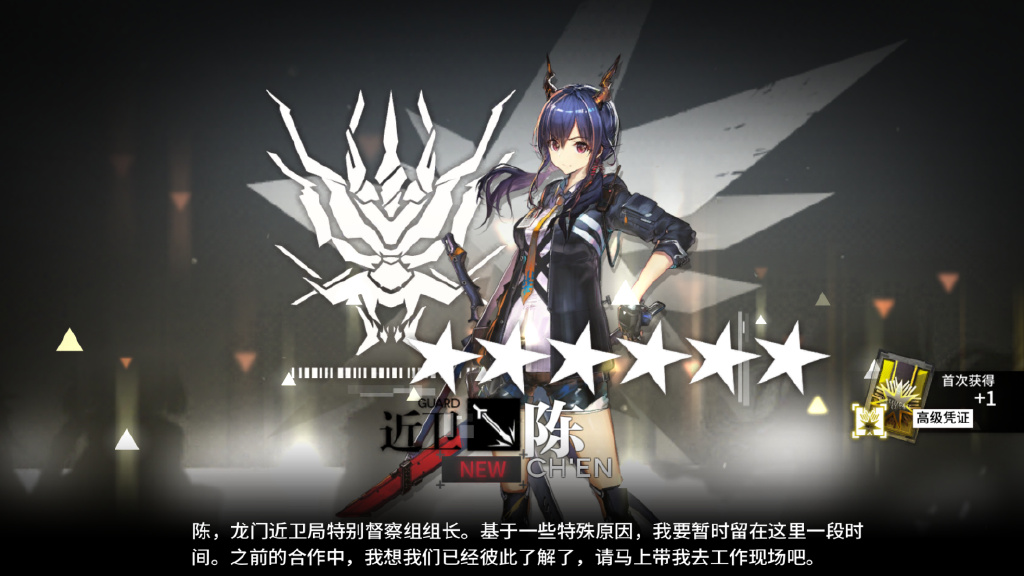 首次获得
+1
高级凭证
GUARD
近卫
陈
NEW
CH'EN
陈，龙门近卫局特别督察组组长。基于一些特殊原因，我要暂时留在这里一段时
间。之前的合作中，我想我们已经彼此了解了，请马上带我去工作现场吧。